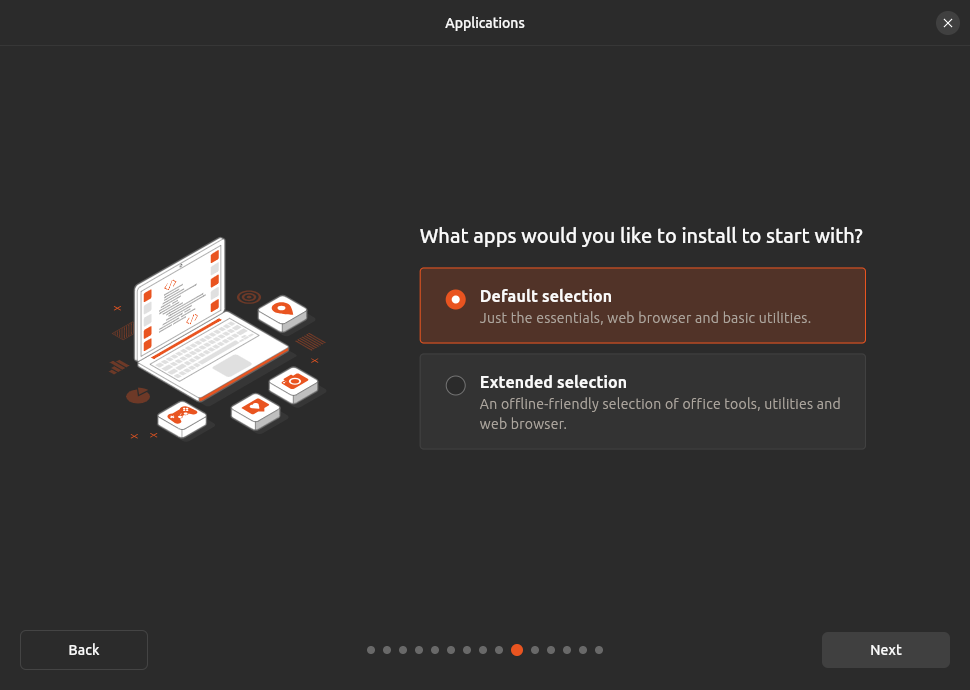 Applications
What apps would you like to install to start with?
Default selection
Just the essentials, web browser and basic utilities.
Extended selection
An offline-friendly selection of office tools, utilities and
web browser.
Back
Next